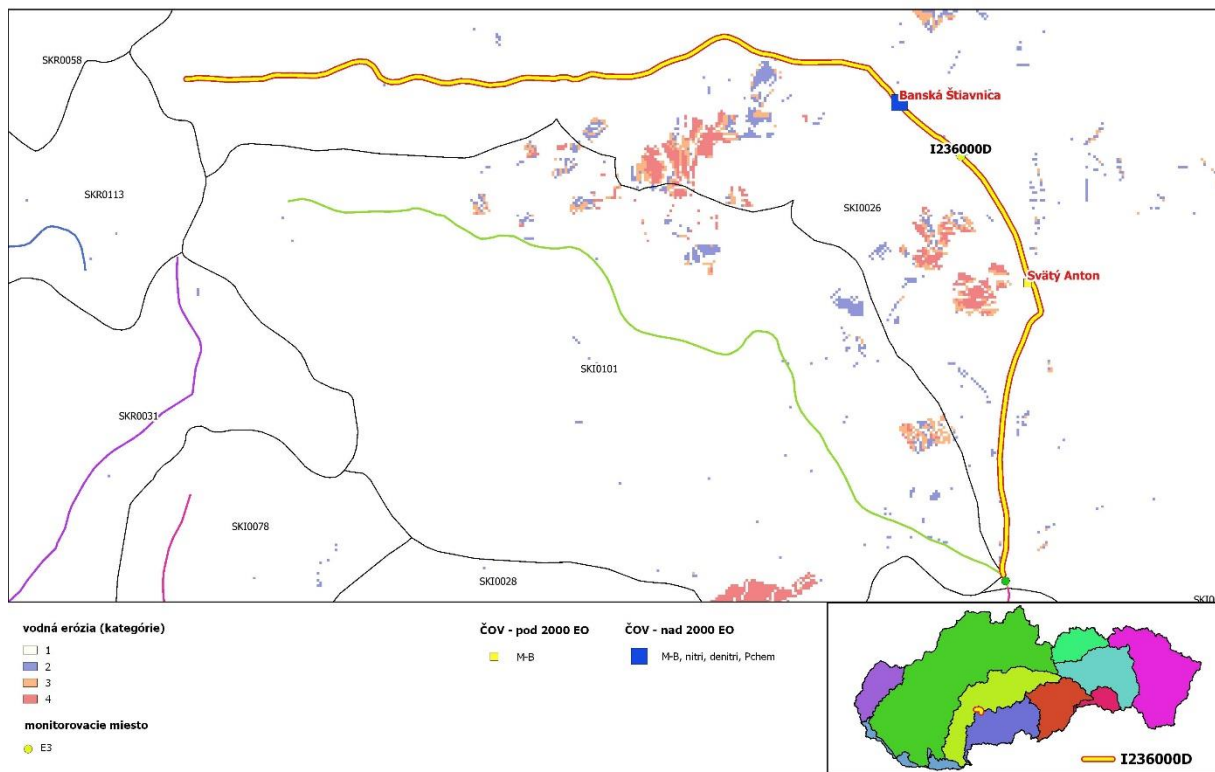 SKR0058
Banská Štiavnica
I236000D
SKR0113
SKI0026
Svätý Anton
SKI0101
SKR0031
SKI0078
SKI0028
SKI0
vodná erózia (kategórie)
1
2
3
4
monitorovacie miesto
E3
ČOV - pod 2000 EO
M-B
ČOV - nad 2000 EO
M-B, nitri, denitri, Pchem
I236000D